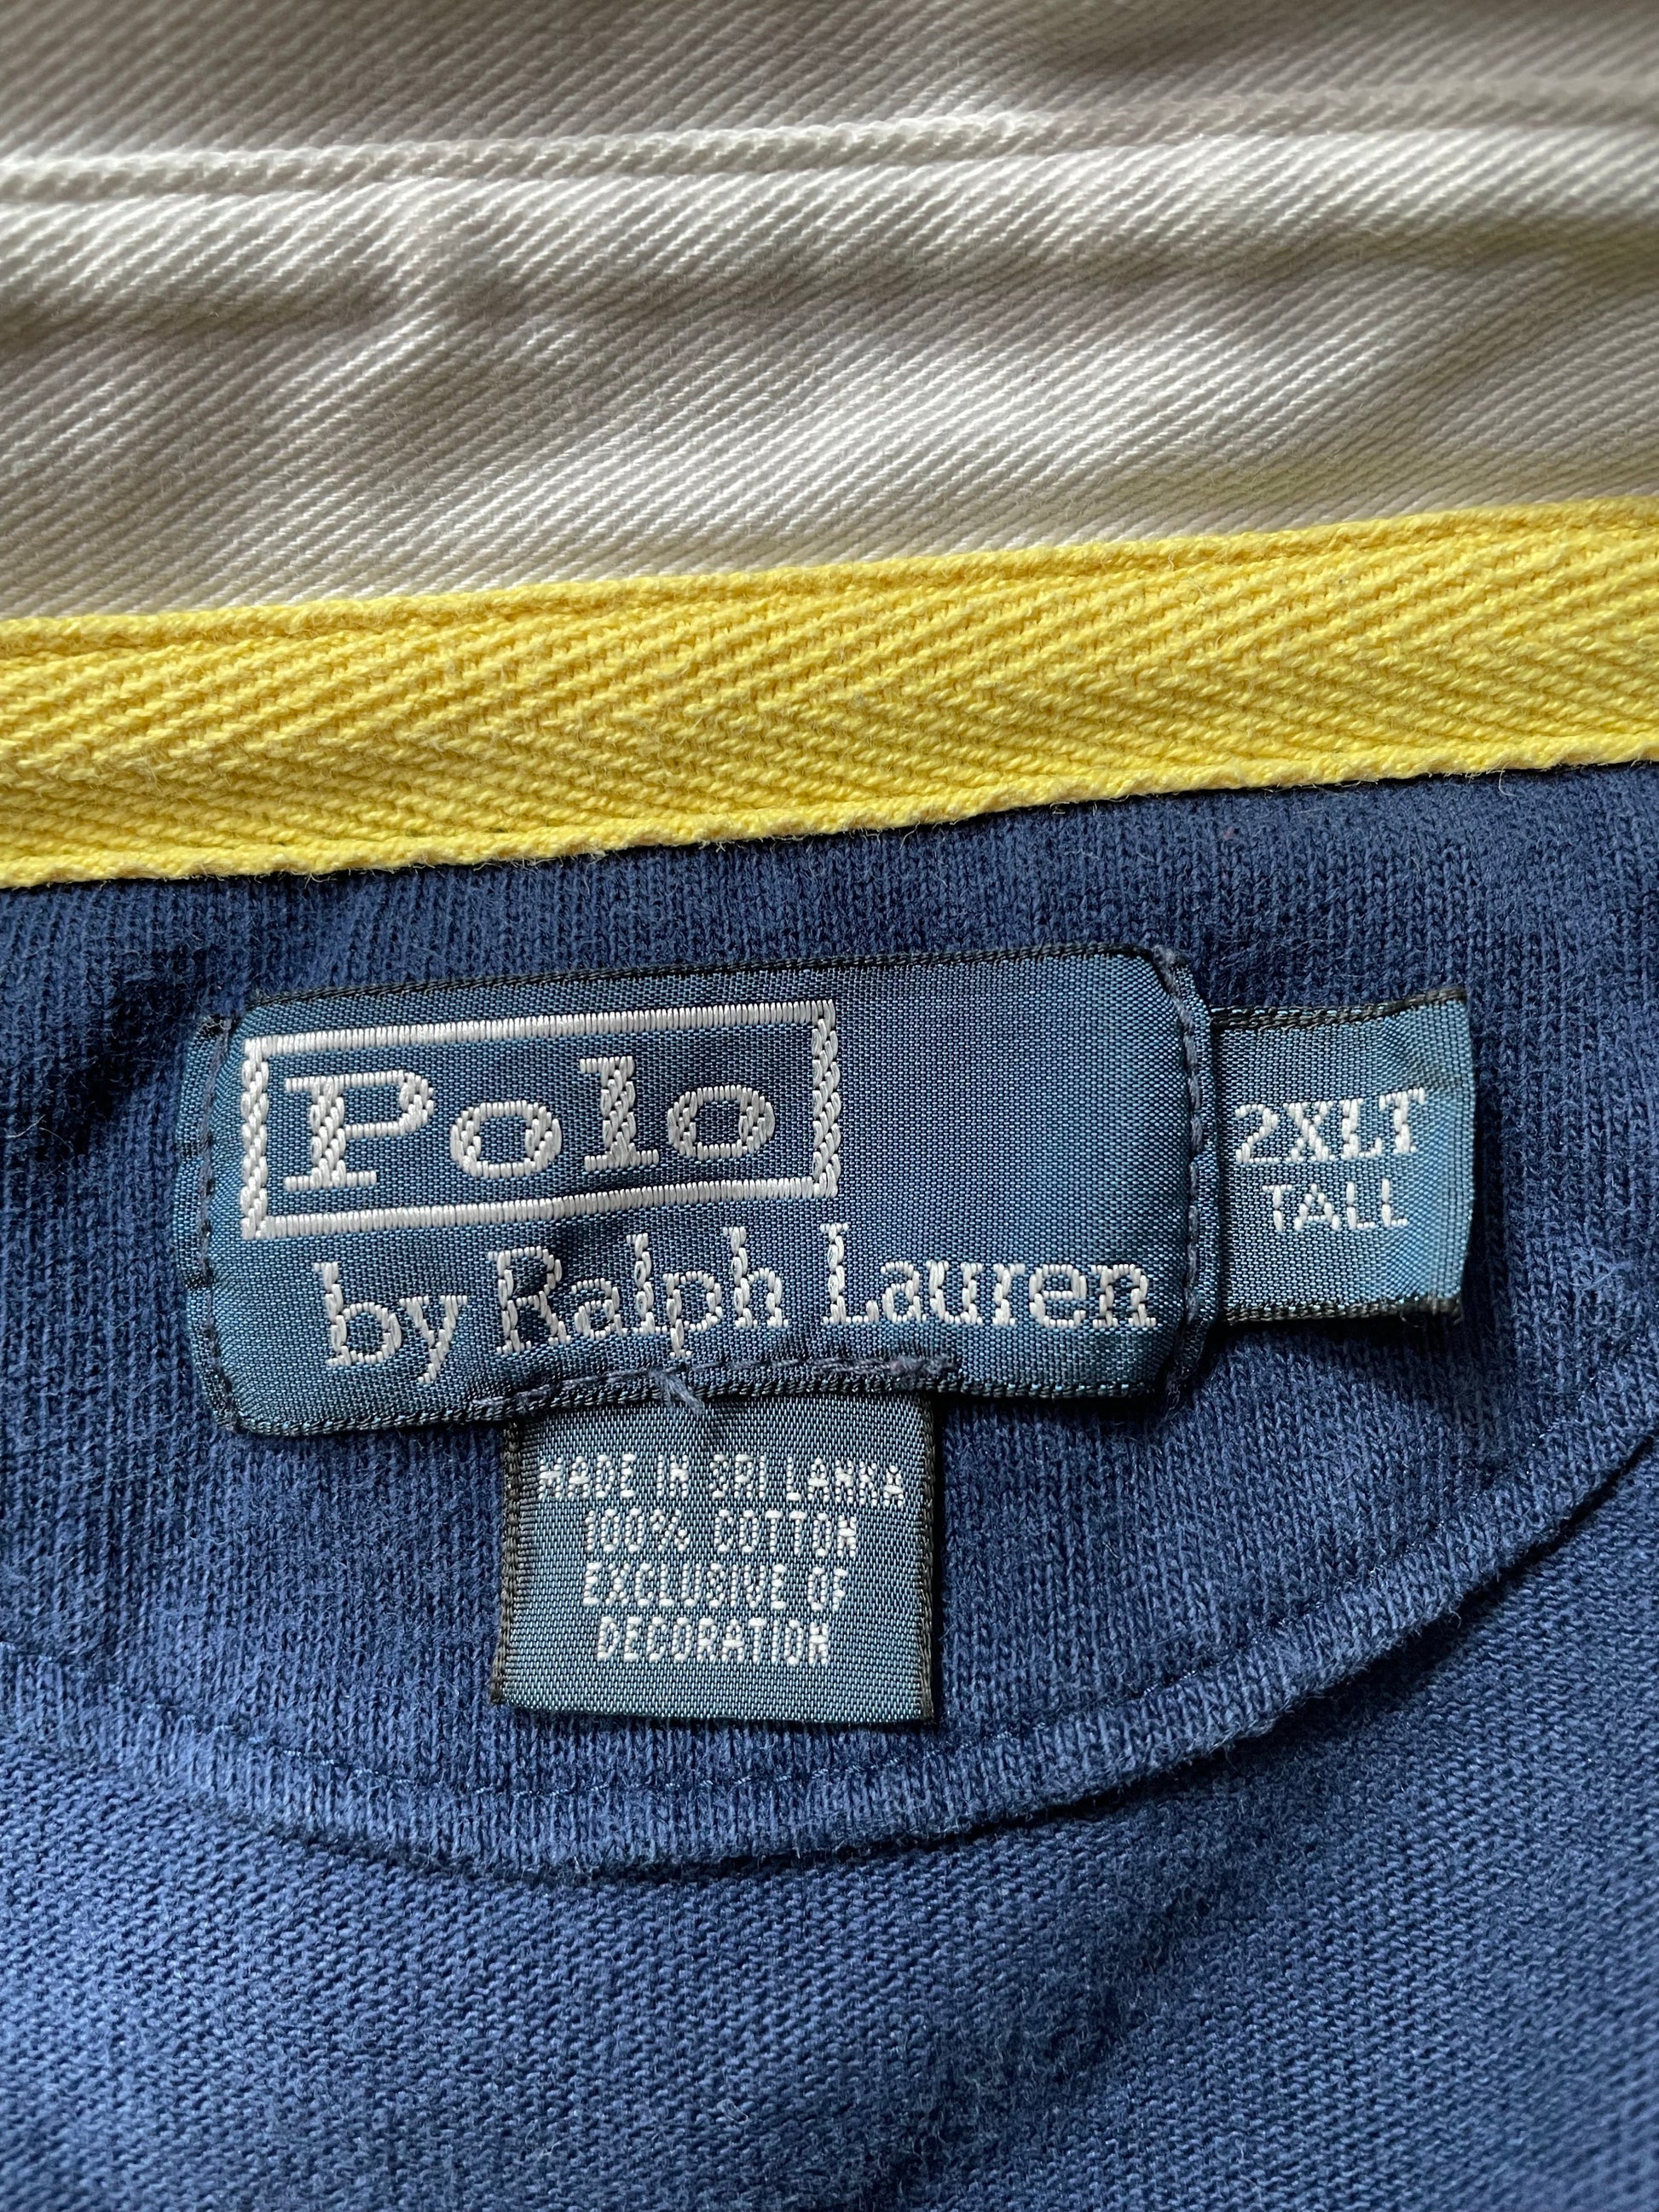 Polo
by Ralph Lauren
2XLT
TALL
MADE IN SRI LANKA
100% COTTON
EXCLUSIVE OF
DECORATION